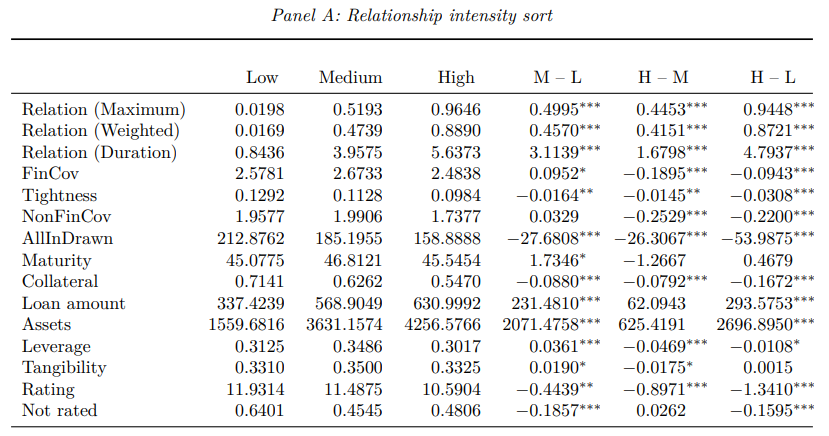 Panel A: Relationship intensity sort
Low Medium High M – L H – M H – L
Relation (Maximum) 0.0198 0.5193 0.9646 0.4995*** 0.4453*** 0.9448***
Relation (Weighted) 0.0169 0.4739 0.8890 0.4570*** 0.4151*** 0.8721***
Relation (Duration) 0.8436 3.9575 5.6373 3.1139*** 1.6798*** 4.7937***
FinCov 2.5781 2.6733 2.4838 0.0952* −0.1895*** −0.0943***
Tightness 0.1292 0.1128 0.0984 −0.0164** −0.0145** −0.0308***
NonFinCov 1.9577 1.9906 1.7377 0.0329 −0.2529*** −0.2200***
AllInDrawn 212.8762 185.1955 158.8888 −27.6808*** −26.3067*** −53.9875***
Maturity 45.0775 46.8121 45.5454 1.7346* −1.2667 0.4679
Collateral 0.7141 0.6262 0.5470 −0.0880*** −0.0792*** −0.1672***
Loan amount 337.4239 568.9049 630.9992 231.4810*** 62.0943 293.5753***
Assets 1559.6816 3631.1574 4256.5766 2071.4758*** 625.4191 2696.8950***
Leverage 0.3125 0.3486 0.3017 0.0361*** −0.0469*** −0.0108*
Tangibility 0.3310 0.3500 0.3325 0.0190* −0.0175* 0.0015
Rating 11.9314 11.4875 10.5904 −0.4439** −0.8971*** −1.3410***
Not rated 0.6401 0.4545 0.4806 −0.1857*** 0.0262 −0.1595***